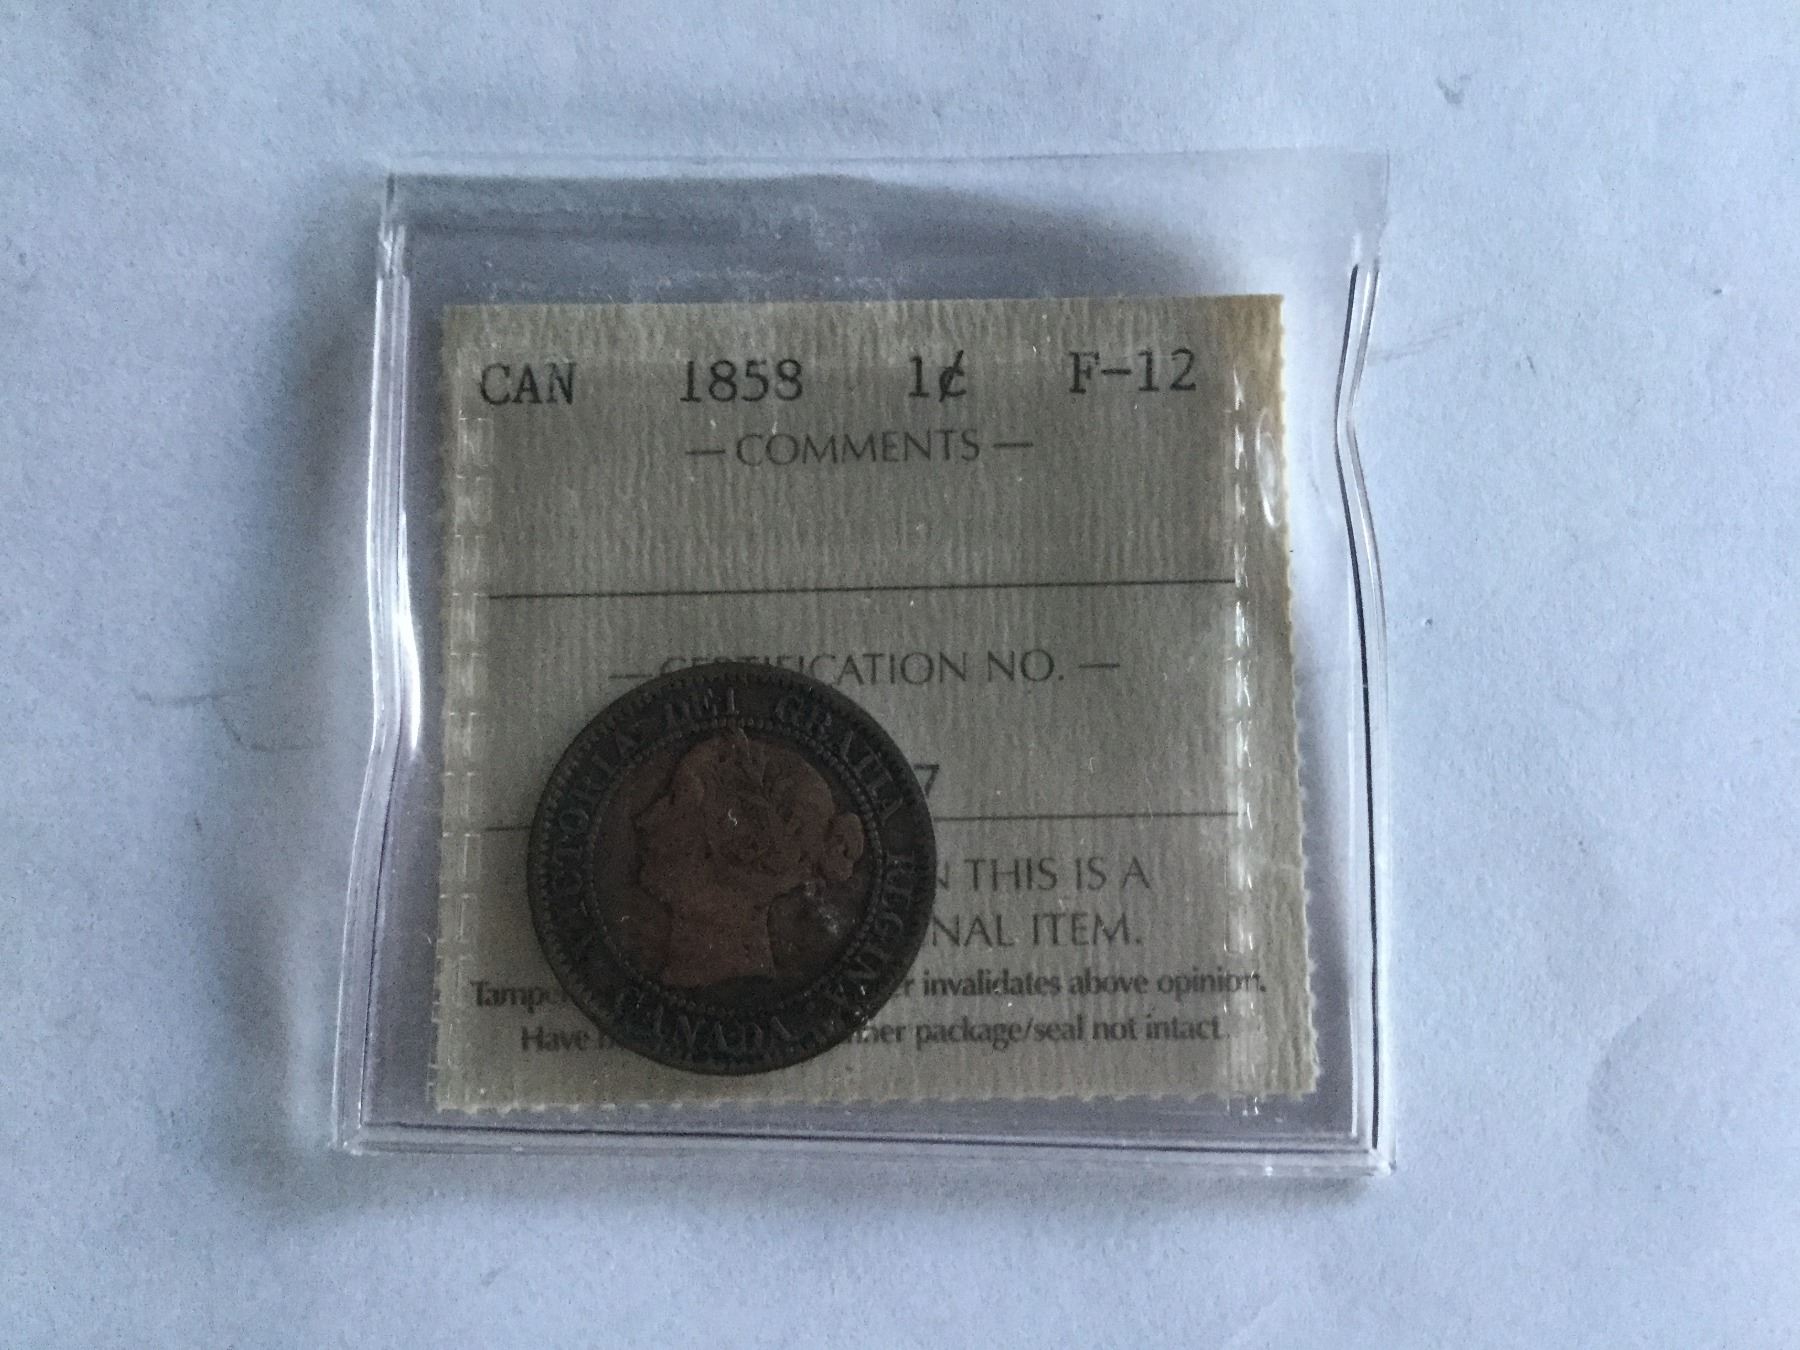 CAN 1858 1¢ F-12
— COMMENTS —
CERTIFICATION NO. —
7
THIS IS A
ITEM.
invalidates above opinion.
Have package/seal not intact.
VICTORIA DEI GRATIA REGINA.
CANADA